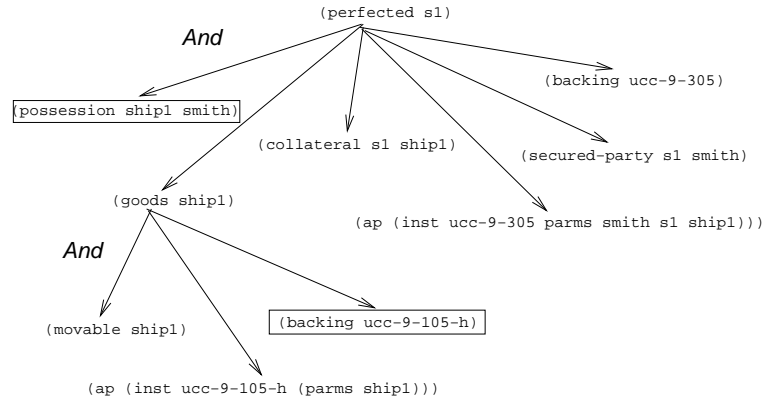 (perfected s1)
And
(backing ucc-9-305)
(possession ship1 smith)
(collateral s1 ship1)
(secured-party s1 smith)
(goods ship1)
(ap (inst ucc-9-305 parms smith s1 ship1)))
And
(backing ucc-9-105-h)
(movable ship1)
(ap (inst ucc-9-105-h (parms ship1)))